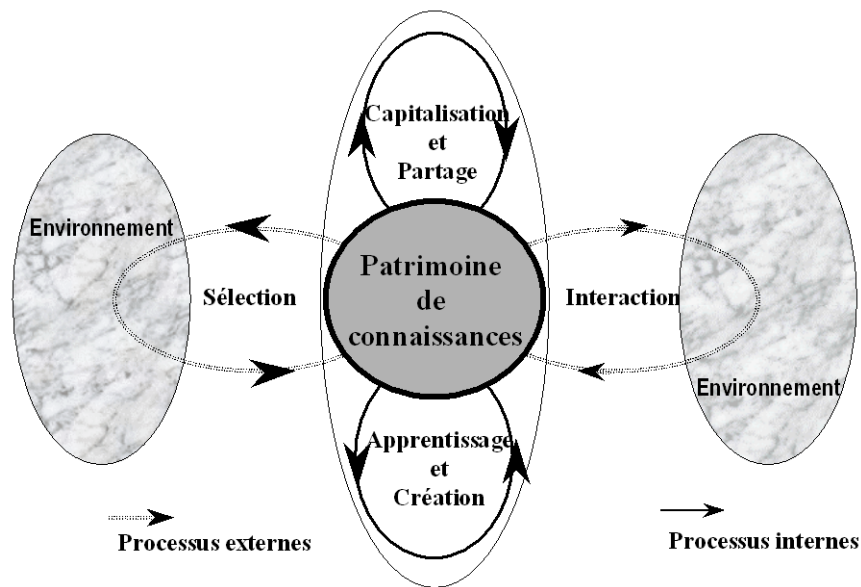 Capitalisation
et
Partage
Environnement
Sélection
Patrimoine
de
connaissances
Interaction
Environnement
Apprentissage
et
Création
Processus externes
Processus internes